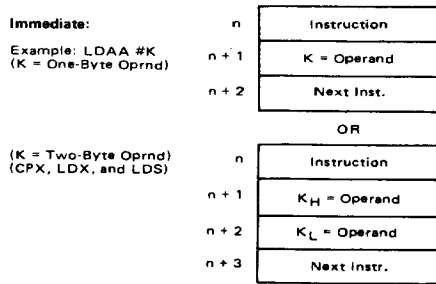 Immediate: n Instruction
Example: LDAA #K
(K = One-Byte Oprnd)
n + 1 K = Operand
n + 2 Next Inst.
OR
(K = Two-Byte Oprnd) n Instruction
(CPX, LDX, and LDS)
n + 1 KH = Operand
n + 2 KL = Operand
n + 3 Next Instr.